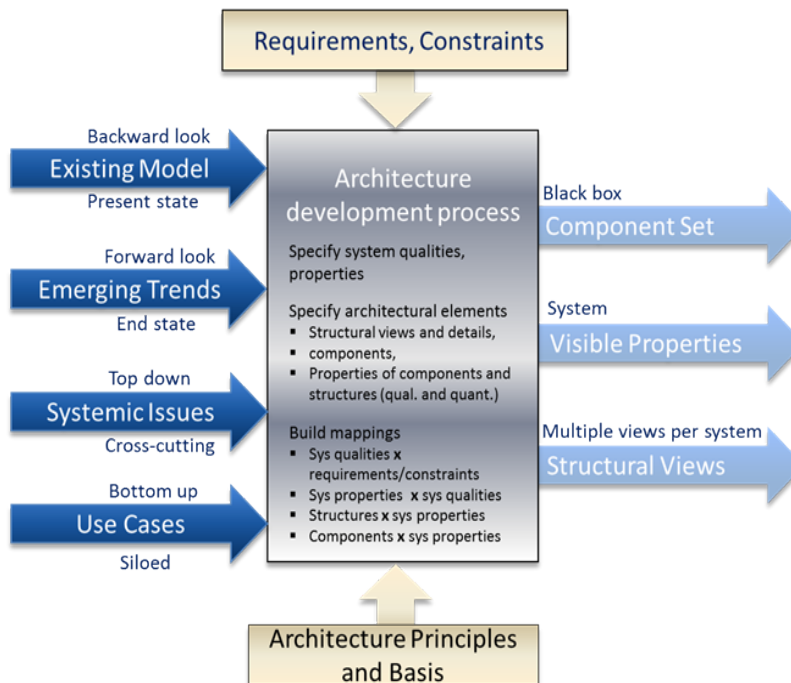 Requirements, Constraints
Backward look
Existing Model
Present state
Forward look
Emerging Trends
End state
Top down
Systemic Issues
Cross-cutting
Bottom up
Use Cases
Siloed
Architecture
development process
Specify system qualities,
properties
Specify architectural elements
▪ Structural views and details,
▪ components,
▪ Properties of components and
structures (qual. and quant.)
Build mappings
▪ Sys qualities x
requirements/constraints
▪ Sys properties x sys qualities
▪ Structures x sys properties
▪ Components x sys properties
Black box
Component Set
System
Visible Properties
Multiple views per system
Structural Views
Architecture Principles
and Basis